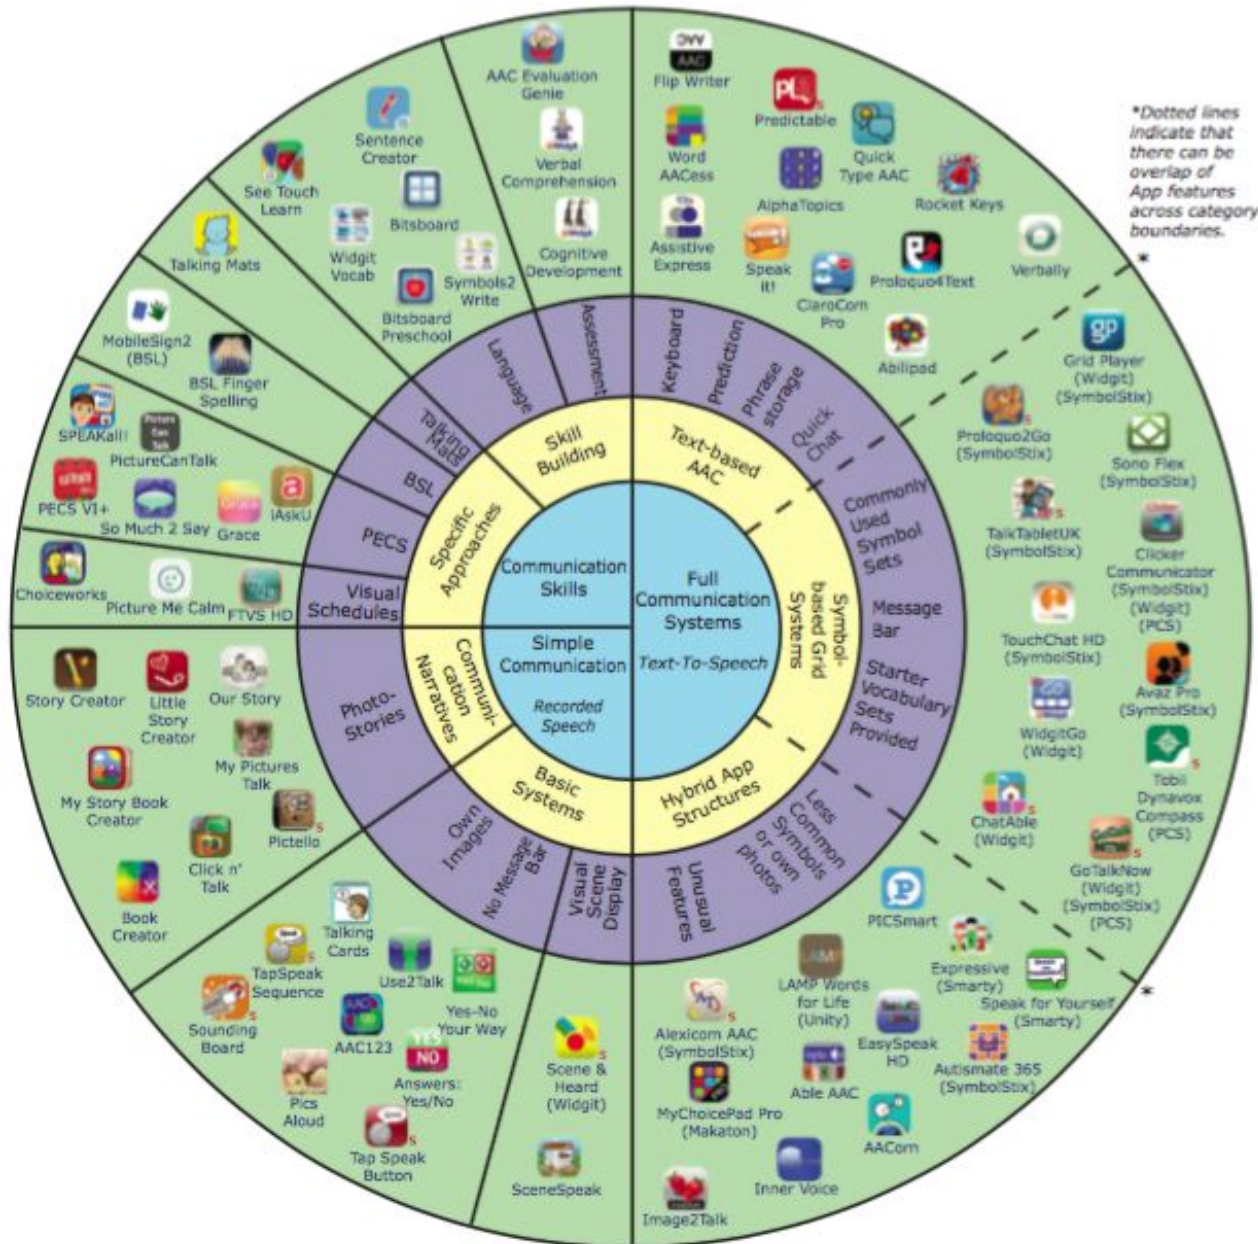 *Dotted lines
indicate that
there can be
overlap of
App features
across category
boundaries.
*
*
Communication
Skills
Simple
Communication
Recorded
Speech
Full
Communication
Systems
Text-To-Speech
Skill
Building
Text-based
AAC
Symbol-
based Grid
Systems
Hybrid App
Structures
Basic
Systems
Communi-
cation
Narratives
Specific
Approaches
Assessment
AAC Evaluation
Genie
Verbal
Comprehension
Cognitive
Development
Language
Sentence
Creator
See Touch
Learn
Bitsboard
Widgit
Vocab
Symbols2
Write
Bitsboard
Preschool
Talking
Mats
Talking Mats
BSL
MobileSign2
(BSL)
BSL Finger
Spelling
PECS
SPEAKall!
Picture
Can
Talk
PictureCanTalk
PECS VI+
So Much 2 Say
Grace
Grace
a
iAskU
Visual
Schedules
Choiceworks
Picture Me Calm
FTVS HD
Photo-
Stories
Story Creator
Little
Story
Creator
Our Story
My Pictures
Talk
My Story Book
Creator
Pictello
S
Click n'
Talk
Book
Creator
Own
Images
No Message
Bar
Talking
Cards
TapSpeak
Sequence
S
Use2Talk
Yes-No
Your Way
Sounding
Board
S
AAC123
YES
NO
Answers:
Yes/No
Pics
Aloud
Tap Speak
Button
S
Visual
Scene
Display
Scene &
Heard
(Widgit)
S
SceneSpeak
Keyboard
Prediction
Phrase
storage
Quick
Chat
AAC
AAC
Flip Writer
pL
S
Predictable
Word
AACess
Quick
Type AAC
AlphaTopics
Rocket Keys
Assistive
Express
Speak
it!
ClaroCom
Pro
Proloquo4Text
Verbally
Abilipad
Commonly
Used
Symbol
Sets
Message
Bar
Starter
Vocabulary
Sets
Provided
gp
Grid Player
(Widgit)
(SymbolStix)
Proloquo2Go
(SymbolStix)
S
Sono Flex
(SymbolStix)
TalkTabletUK
(SymbolStix)
S
Clicker
Communicator
(SymbolStix)
(Widgit)
(PCS)
TouchChat HD
(SymbolStix)
Avaz Pro
(SymbolStix)
WidgitGo
(Widgit)
Tobii
Dynavox
Compass
(PCS)
S
ChatAble
(Widgit)
S
GoTalkNow
(Widgit)
(SymbolStix)
(PCS)
S
Less
Common
Symbols
or own
photos
Unusual
Features
P
PICSmart
LAMP
LAMP Words
for Life
(Unity)
Expressive
(Smarty)
Speak for Yourself
(Smarty)
Alexicom AAC
(SymbolStix)
S
EasySpeak
HD
Autismate 365
(SymbolStix)
MyChoicePad Pro
(Makaton)
Able AAC
AACorn
Inner Voice
Image2Talk